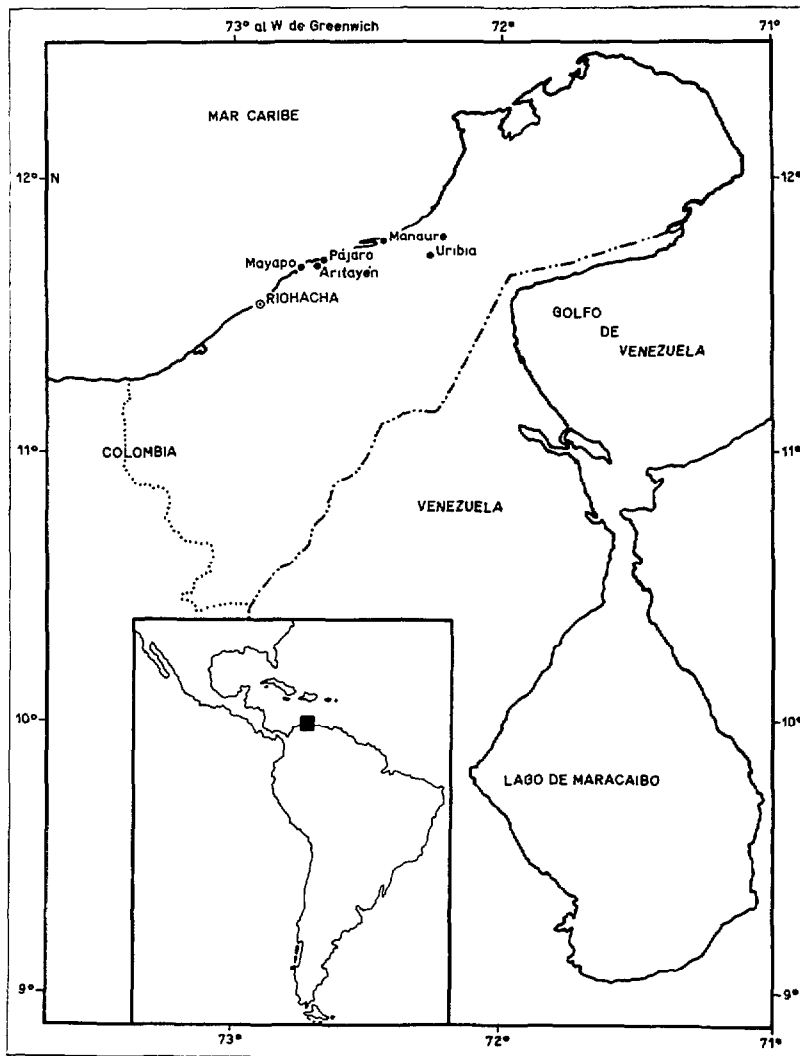 73° al W de Greenwich
72°
71°
MAR CARIBE
12°
N
12°
Manaure
Pájaro
Uribia
Mayapo
Aritayén
RIOHACHA
GOLFO
DE
VENEZUELA
11°
COLOMBIA
11°
VENEZUELA
10°
10°
LAGO DE MARACAIBO
9°
9°
73°
72°
71°